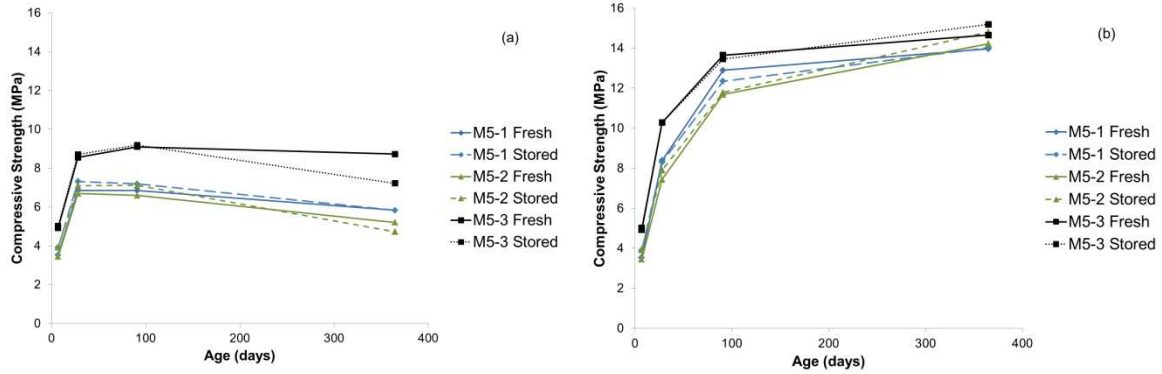 16
14
12
10
8
6
4
2
0
Compressive Strength (MPa)
(a)
M5-1 Fresh
M5-1 Stored
M5-2 Fresh
M5-2 Stored
M5-3 Fresh
M5-3 Stored
0 100 200 300 400
Age (days)
16
14
12
10
8
6
4
2
0
Compressive Strength (MPa)
(b)
M5-1 Fresh
M5-1 Stored
M5-2 Fresh
M5-2 Stored
M5-3 Fresh
M5-3 Stored
0 100 200 300 400
Age (days)